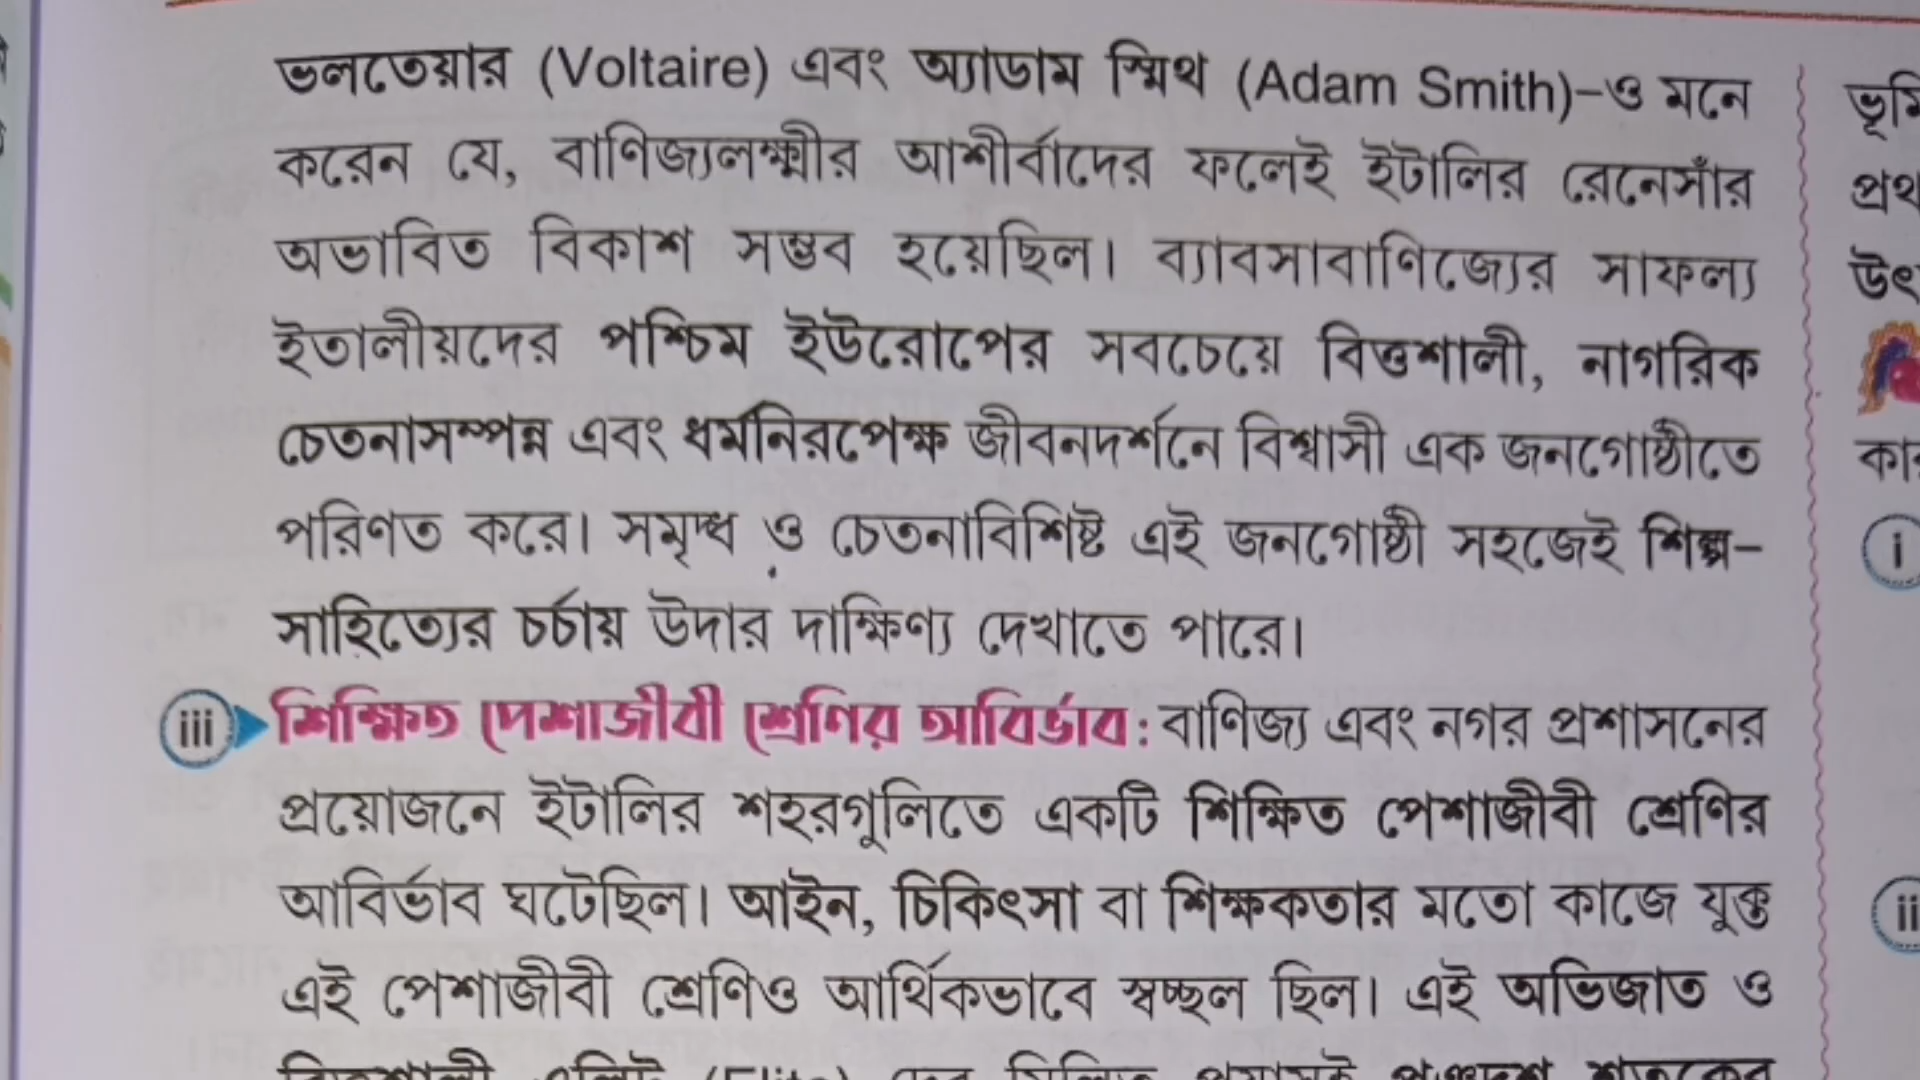 ভলতেয়ার (Voltaire) এবং অ্যাডাম স্মিথ (Adam Smith)-ও মনে
করেন যে, বাণিজ্যলক্ষ্মীর আশীর্বাদের ফলেই ইটালির রেনেসাঁর
অভাবিত বিকাশ সম্ভব হয়েছিল। ব্যাবসাবাণিজ্যের সাফল্য
ইতালীয়দের পশ্চিম ইউরোপের সবচেয়ে বিত্তশালী, নাগরিক
চেতনাসম্পন্ন এবং ধর্মনিরপেক্ষ জীবনদর্শনে বিশ্বাসী এক জনগোষ্ঠীতে
পরিণত করে। সমৃদ্ধ ও চেতনাবিশিষ্ট এই জনগোষ্ঠী সহজেই শিল্প-
সাহিত্যের চর্চায় উদার দাক্ষিণ্য দেখাতে পারে।
iii শিক্ষিত পেশাজীবী শ্রেণির আবির্ভাব: বাণিজ্য এবং নগর প্রশাসনের
প্রয়োজনে ইটালির শহরগুলিতে একটি শিক্ষিত পেশাজীবী শ্রেণির
আবির্ভাব ঘটেছিল। আইন, চিকিৎসা বা শিক্ষকতার মতো কাজে যুক্ত
এই পেশাজীবী শ্রেণিও আর্থিকভাবে স্বচ্ছল ছিল। এই অভিজাত ও
i
ii